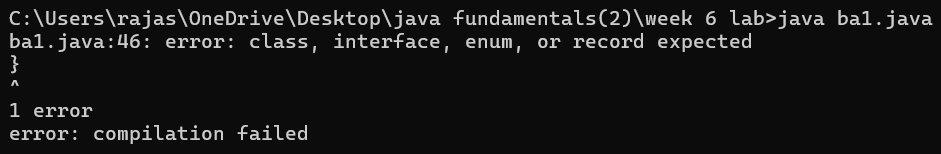 C:\Users\rajas\OneDrive\Desktop\java fundamentals(2)\week 6 lab>java ba1.java
ba1.java:46: error: class, interface, enum, or record expected
}
^
1 error
error: compilation failed